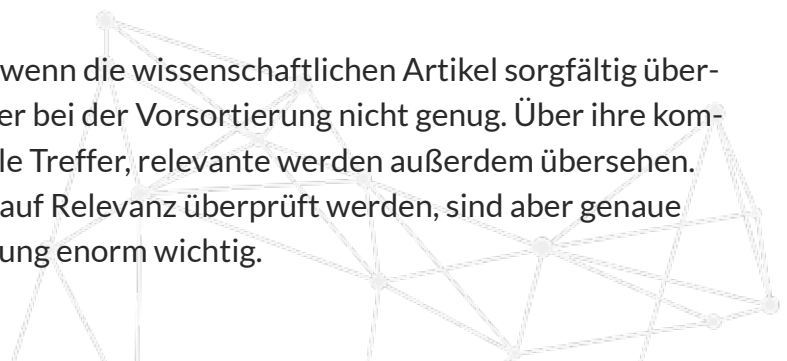 wenn die wissenschaftlichen Artikel sorgfältig über-
er bei der Vorsortierung nicht genug. Über ihre kom-
le Treffer, relevante werden außerdem übersehen.
auf Relevanz überprüft werden, sind aber genaue
ung enorm wichtig.